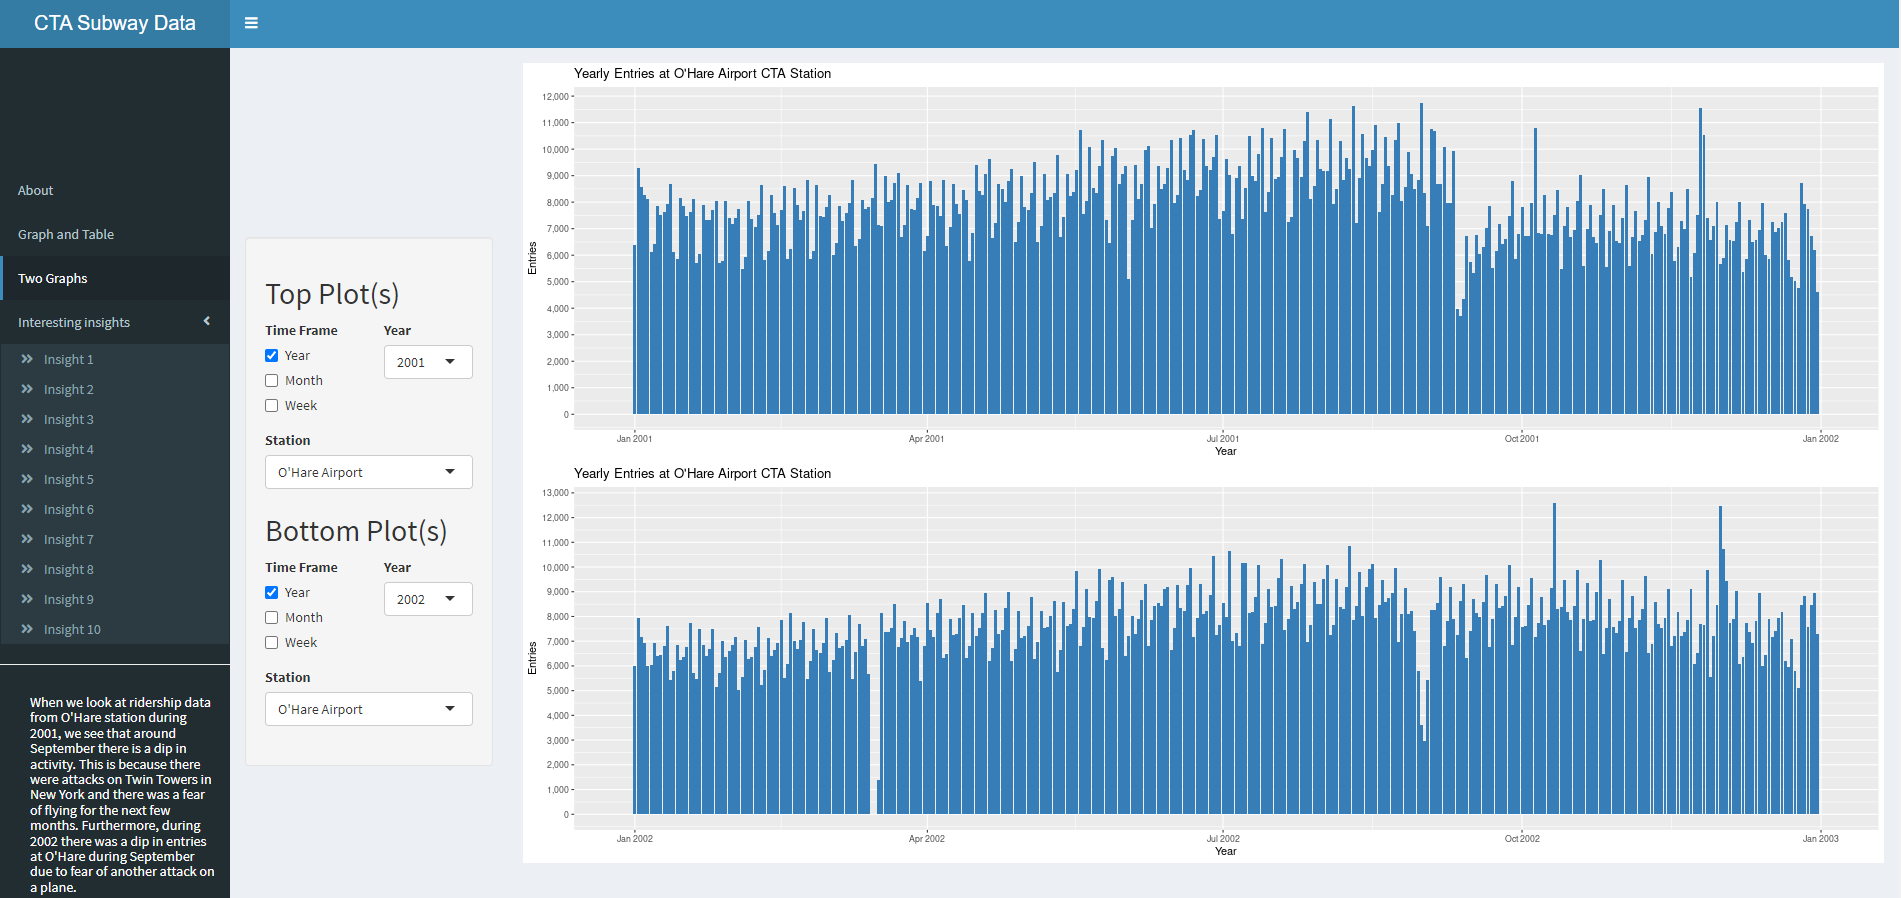 CTA Subway Data
About
Graph and Table
Two Graphs
Interesting insights
Insight 1
Insight 2
Insight 3
Insight 4
Insight 5
Insight 6
Insight 7
Insight 8
Insight 9
Insight 10
When we look at ridership data
from O'Hare station during
2001, we see that around
September there is a dip in
activity. This is because there
were attacks on Twin Towers in
New York and there was a fear
of flying for the next few
months. Furthermore, during
2002 there was a dip in entries
at O'Hare during September
due to fear of another attack on
a plane.
Top Plot(s)
Time Frame Year
Year 2001
Month
Week
Station
O'Hare Airport
Bottom Plot(s)
Time Frame Year
Year 2002
Month
Week
Station
O'Hare Airport
Yearly Entries at O'Hare Airport CTA Station
12,000
11,000
10,000
9,000
8,000
7,000
6,000
5,000
4,000
3,000
2,000
1,000
0
Entries
Jan 2001 Apr 2001 Jul 2001 Oct 2001 Jan 2002
Year
Yearly Entries at O'Hare Airport CTA Station
13,000
12,000
11,000
10,000
9,000
8,000
7,000
6,000
5,000
4,000
3,000
2,000
1,000
0
Entries
Jan 2002 Apr 2002 Jul 2002 Oct 2002 Jan 2003
Year